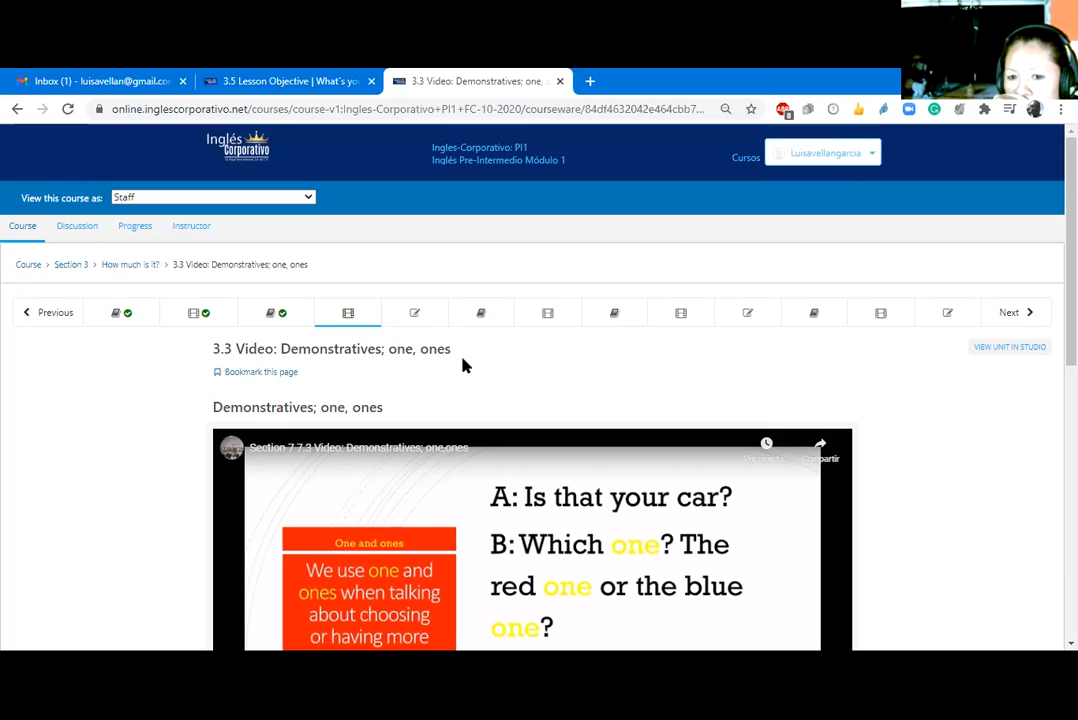 Inbox (1) - luisavellan@gmail.com
3.5 Lesson Objective | What's yo
3.3 Video: Demonstratives; one,
online.inglescorporativo.net/courses/course-v1:Ingles-Corporativo+PI1+FC-10-2020/courseware/84df4632042e464cbb7...
8
Inglés
Corporativo
Ingles-Corporativo: PI1
Inglés Pre-Intermedio Módulo 1
Cursos
Luisavellangarcia
View this course as:
Staff
Course
Discussion
Progress
Instructor
Course > Section 3 > How much is it? > 3.3 Video: Demonstratives; one, ones
Previous
Next
3.3 Video: Demonstratives; one, ones
VIEW UNIT IN STUDIO
Bookmark this page
Demonstratives; one, ones
Section 7 7.3 Video: Demonstratives; one,ones
Compartir
A: Is that your car?
One and ones
B: Which one? The
We use one and
red one or the blue
ones when talking
about choosing
one?
or having more